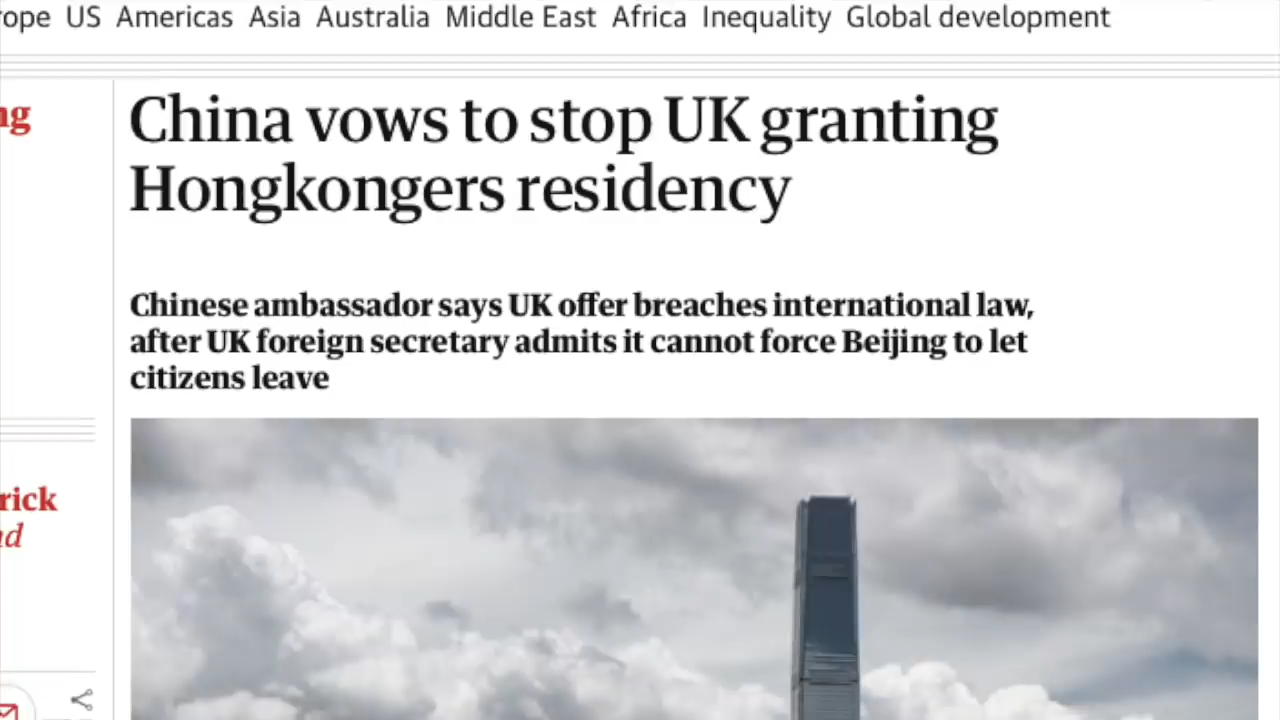 US Americas Asia Australia Middle East Africa Inequality Global development
China vows to stop UK granting
Hongkongers residency
Chinese ambassador says UK offer breaches international law,
after UK foreign secretary admits it cannot force Beijing to let
citizens leave